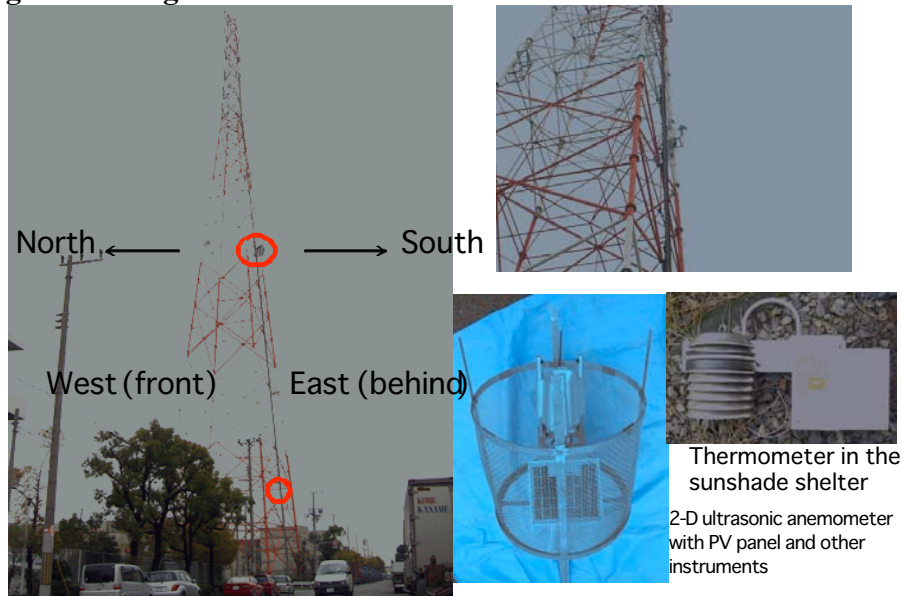 North
South
West (front)
East (behind)
KOBE
KANAME
Thermometer in the
sunshade shelter
2-D ultrasonic anemometer
with PV panel and other
instruments